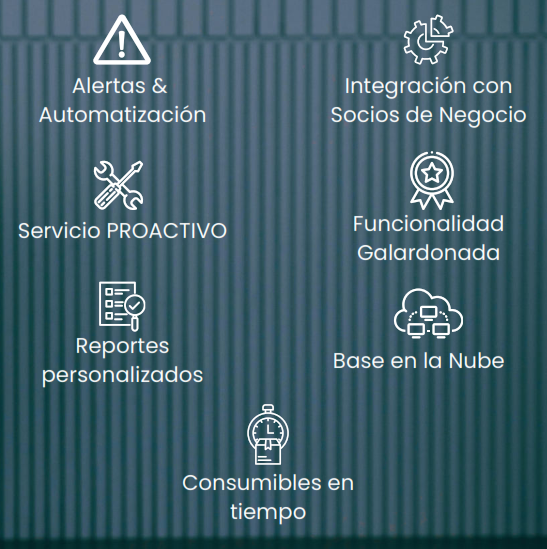 Alertas &
Automatización
Integración con
Socios de Negocio
Servicio PROACTIVO
Funcionalidad
Galardonada
Reportes
personalizados
Base en la Nube
Consumibles en
tiempo